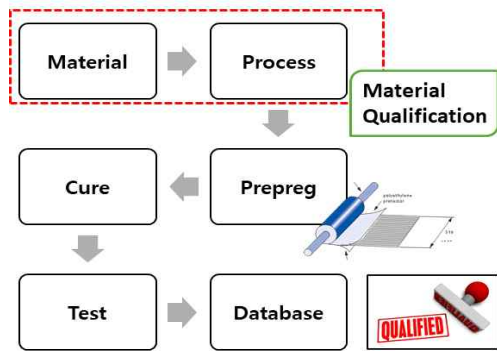 Material
Process
Material
Qualification
Cure
Prepreg
Test
Database
QUALIFIED